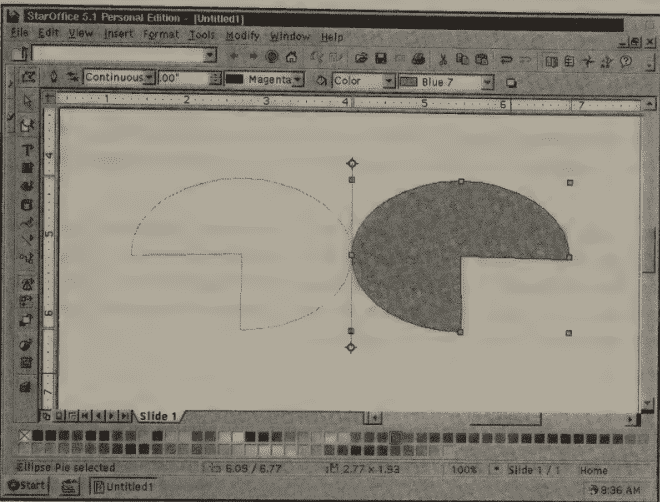 StarOffice 5.1 Personal Edition - [Untitled1]
File Edit View Insert Format Tools Modify Window Help
Continuous .00" Magenta Color Blue 7
1 2 3 4 5 6 7
4
5
6
7
Slide 1
Ellipse Pie selected 6.09 / 6.77 2.77 x 1.93 100% * Slide 1 / 1 Home
Start Untitled1 8:36 AM